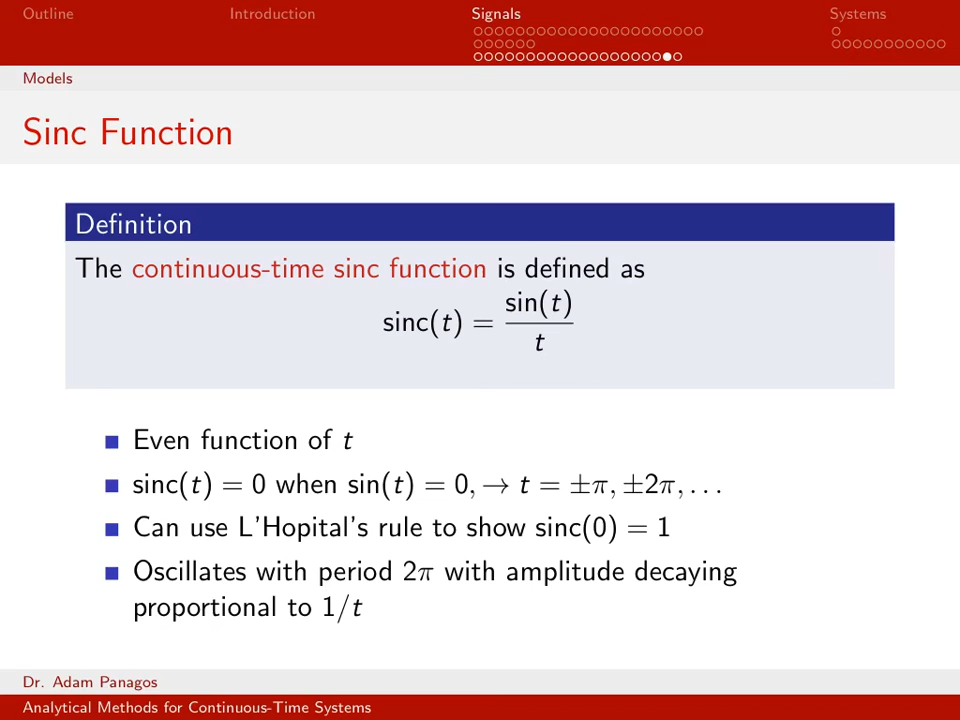 Outline Introduction Signals Systems
Models
Sinc Function
Definition
The continuous-time sinc function is defined as
sinc(t) = sin(t) / t
Even function of t
sinc(t) = 0 when sin(t) = 0, → t = ±π, ±2π, . . .
Can use L'Hopital's rule to show sinc(0) = 1
Oscillates with period 2π with amplitude decaying
proportional to 1/t
Dr. Adam Panagos
Analytical Methods for Continuous-Time Systems